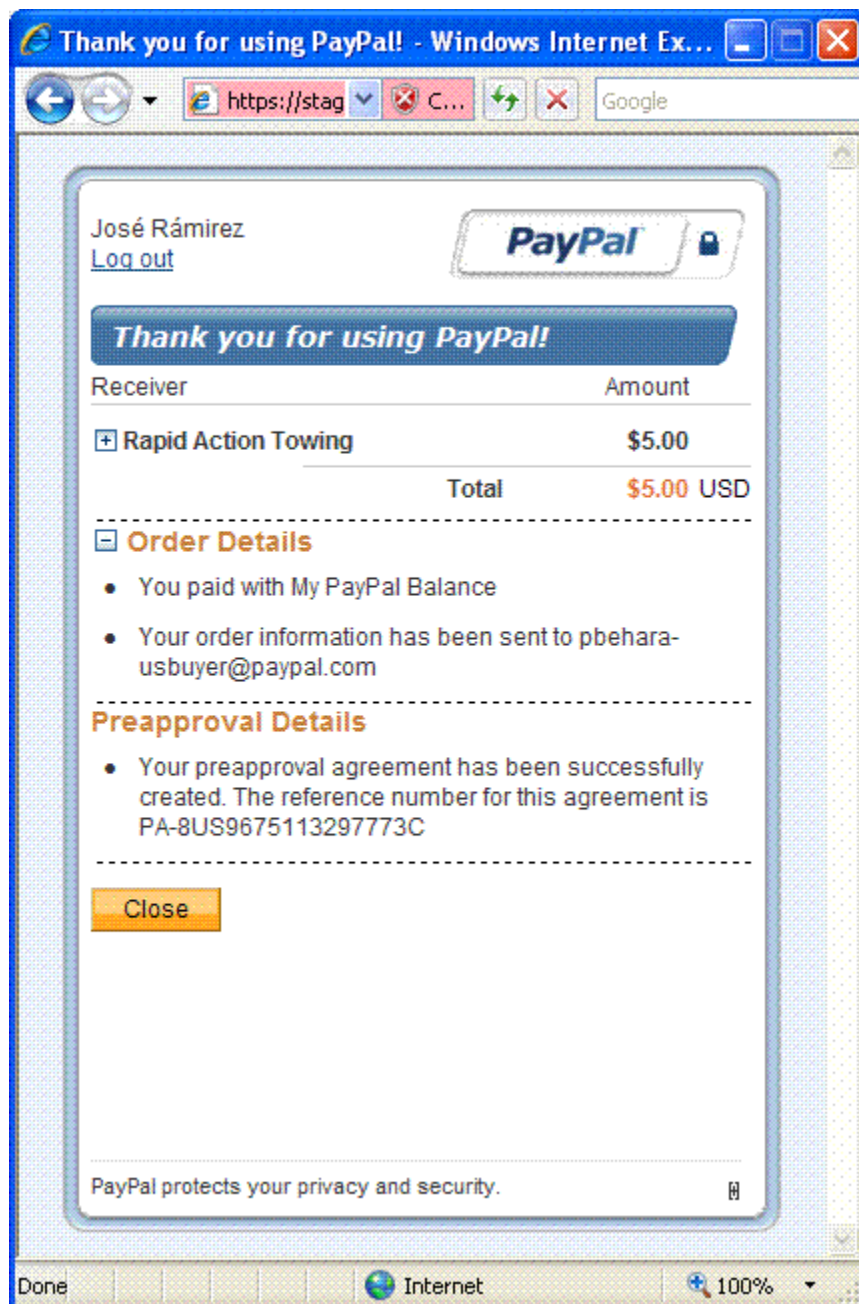 Thank you for using PayPal! - Windows Internet Ex...
https://stag C... Google
José Rámirez
Log out
PayPal
Thank you for using PayPal!
Receiver Amount
Rapid Action Towing $5.00
Total $5.00 USD
Order Details
You paid with My PayPal Balance
Your order information has been sent to pbehara-
usbuyer@paypal.com
Preapproval Details
Your preapproval agreement has been successfully
created. The reference number for this agreement is
PA-8US9675113297773C
Close
PayPal protects your privacy and security.
Done Internet 100%